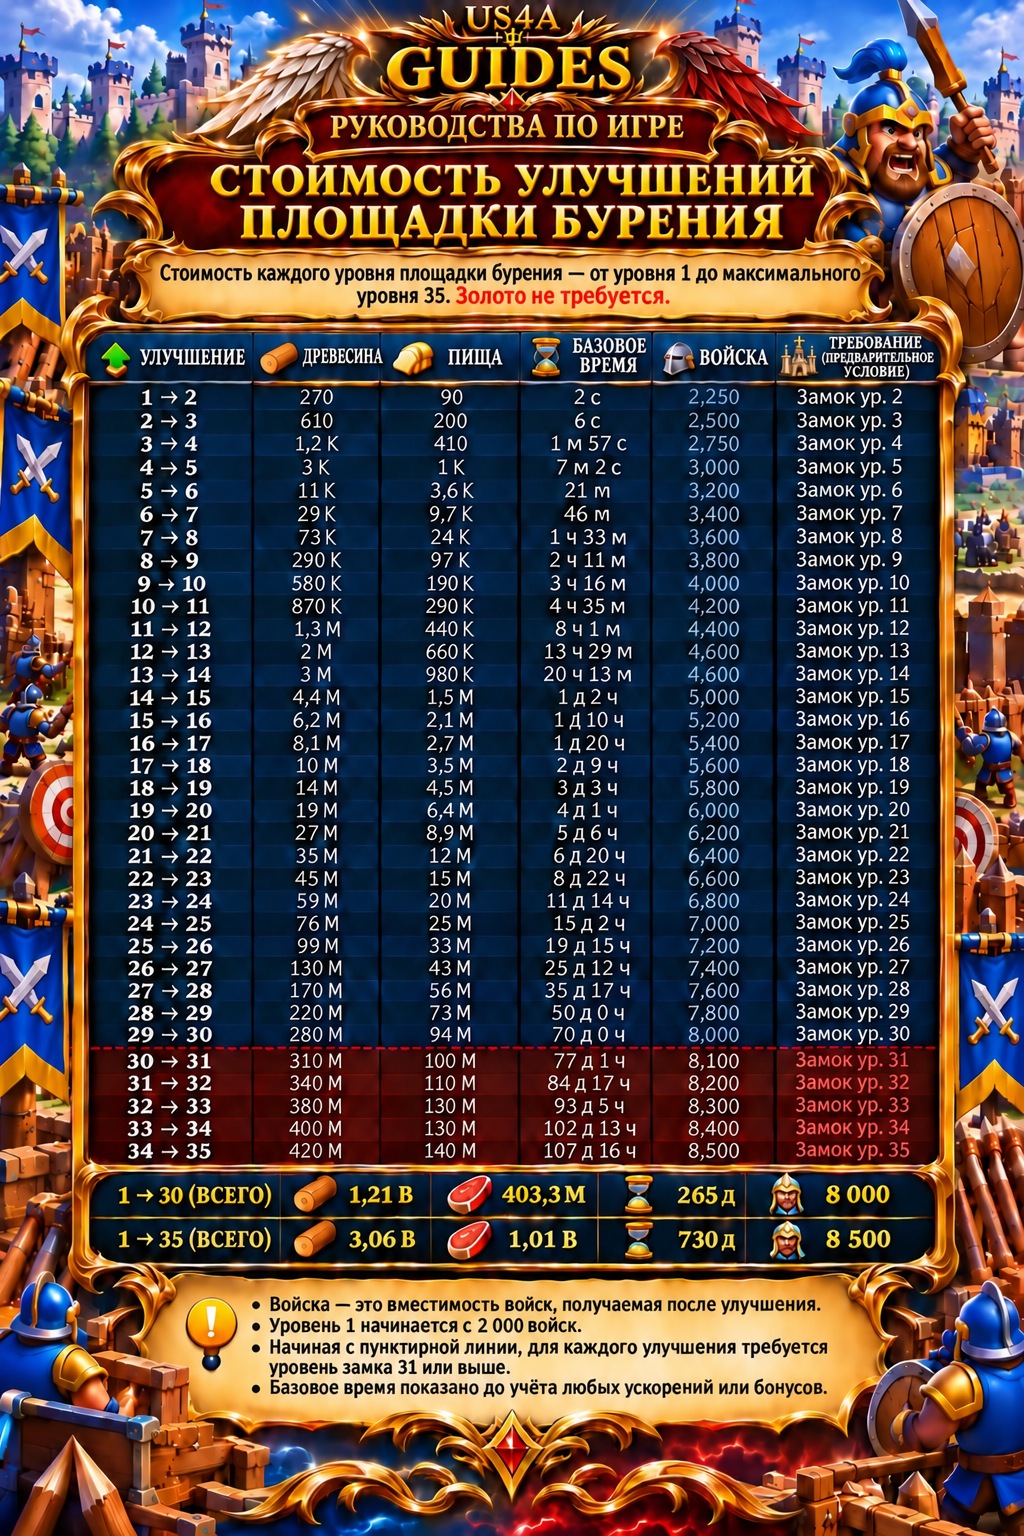 US4A
GUIDES
РУКОВОДСТВА ПО ИГРЕ
СТОИМОСТЬ УЛУЧШЕНИЙ
ПЛОЩАДКИ БУРЕНИЯ
Стоимость каждого уровня площадки бурения — от уровня 1 до максимального
уровня 35. Золото не требуется.
УЛУЧШЕНИЕ ДРЕВЕСИНА ПИЩА БАЗОВОЕ ВРЕМЯ ВОЙСКА ТРЕБОВАНИЕ (ПРЕДВАРИТЕЛЬНОЕ УСЛОВИЕ)
1 → 2 270 90 2 с 2,250 Замок ур. 2
2 → 3 610 200 6 с 2,500 Замок ур. 3
3 → 4 1,2 K 410 1 м 57 с 2,750 Замок ур. 4
4 → 5 3 K 1 K 7 м 2 с 3,000 Замок ур. 5
5 → 6 11 K 3,6 K 21 м 3,200 Замок ур. 6
6 → 7 29 K 9,7 K 46 м 3,400 Замок ур. 7
7 → 8 73 K 24 K 1 ч 33 м 3,600 Замок ур. 8
8 → 9 290 K 97 K 2 ч 11 м 3,800 Замок ур. 9
9 → 10 580 K 190 K 3 ч 16 м 4,000 Замок ур. 10
10 → 11 870 K 290 K 4 ч 35 м 4,200 Замок ур. 11
11 → 12 1,3 M 440 K 8 ч 1 м 4,400 Замок ур. 12
12 → 13 2 M 660 K 13 ч 29 м 4,600 Замок ур. 13
13 → 14 3 M 980 K 20 ч 13 м 4,600 Замок ур. 14
14 → 15 4,4 M 1,5 M 1 д 2 ч 5,000 Замок ур. 15
15 → 16 6,2 M 2,1 M 1 д 10 ч 5,200 Замок ур. 16
16 → 17 8,1 M 2,7 M 1 д 20 ч 5,400 Замок ур. 17
17 → 18 10 M 3,5 M 2 д 9 ч 5,600 Замок ур. 18
18 → 19 14 M 4,5 M 3 д 3 ч 5,800 Замок ур. 19
19 → 20 19 M 6,4 M 4 д 1 ч 6,000 Замок ур. 20
20 → 21 27 M 8,9 M 5 д 6 ч 6,200 Замок ур. 21
21 → 22 35 M 12 M 6 д 20 ч 6,400 Замок ур. 22
22 → 23 45 M 15 M 8 д 22 ч 6,600 Замок ур. 23
23 → 24 59 M 20 M 11 д 14 ч 6,800 Замок ур. 24
24 → 25 76 M 25 M 15 д 2 ч 7,000 Замок ур. 25
25 → 26 99 M 33 M 19 д 15 ч 7,200 Замок ур. 26
26 → 27 130 M 43 M 25 д 12 ч 7,400 Замок ур. 27
27 → 28 170 M 56 M 35 д 17 ч 7,600 Замок ур. 28
28 → 29 220 M 73 M 50 д 0 ч 7,800 Замок ур. 29
29 → 30 280 M 94 M 70 д 0 ч 8,000 Замок ур. 30
30 → 31 310 M 100 M 77 д 1 ч 8,100 Замок ур. 31
31 → 32 340 M 110 M 84 д 17 ч 8,200 Замок ур. 32
32 → 33 380 M 130 M 93 д 5 ч 8,300 Замок ур. 33
33 → 34 400 M 130 M 102 д 13 ч 8,400 Замок ур. 34
34 → 35 420 M 140 M 107 д 16 ч 8,500 Замок ур. 35
1 → 30 (ВСЕГО) 1,21 B 403,3 M 265 д 8 000
1 → 35 (ВСЕГО) 3,06 B 1,01 B 730 д 8 500
• Войска — это вместимость войск, получаемая после улучшения.
• Уровень 1 начинается с 2 000 войск.
• Начиная с пунктирной линии, для каждого улучшения требуется
уровень замка 31 или выше.
• Базовое время показано до учёта любых ускорений или бонусов.